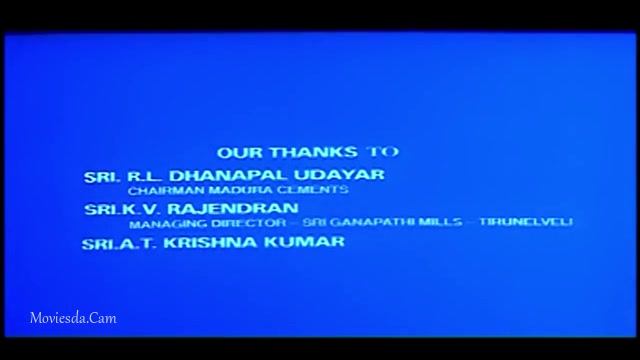 OUR THANKS TO
SRI. R.L. DHANAPAL UDAYAR
CHAIRMAN MADURA CEMENTS
SRI.K.V. RAJENDRAN
MANAGING DIRECTOR – SRI GANAPATHI MILLS – TIRUNELVELI
SRI.A.T. KRISHNA KUMAR
Moviesda.Cam